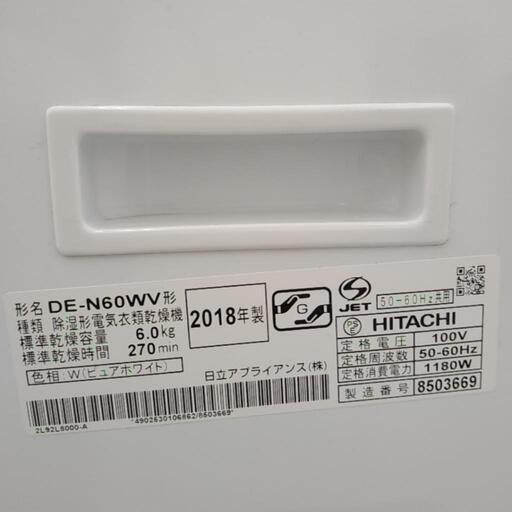 形名 DE-N60WV形
種類 除湿形電気衣類乾燥機
標準乾燥容量 6.0kg
標準乾燥時間 270min
色相:W(ピュアホワイト)
2018年製
G
JET
50-60Hz共用
PS
E
HITACHI
定格電圧 100V
定格周波数 50-60Hz
定格消費電力 1180W
製造番号 8503669
日立アプライアンス(株)
2L92L8000-A
*4902530106862/8503669*